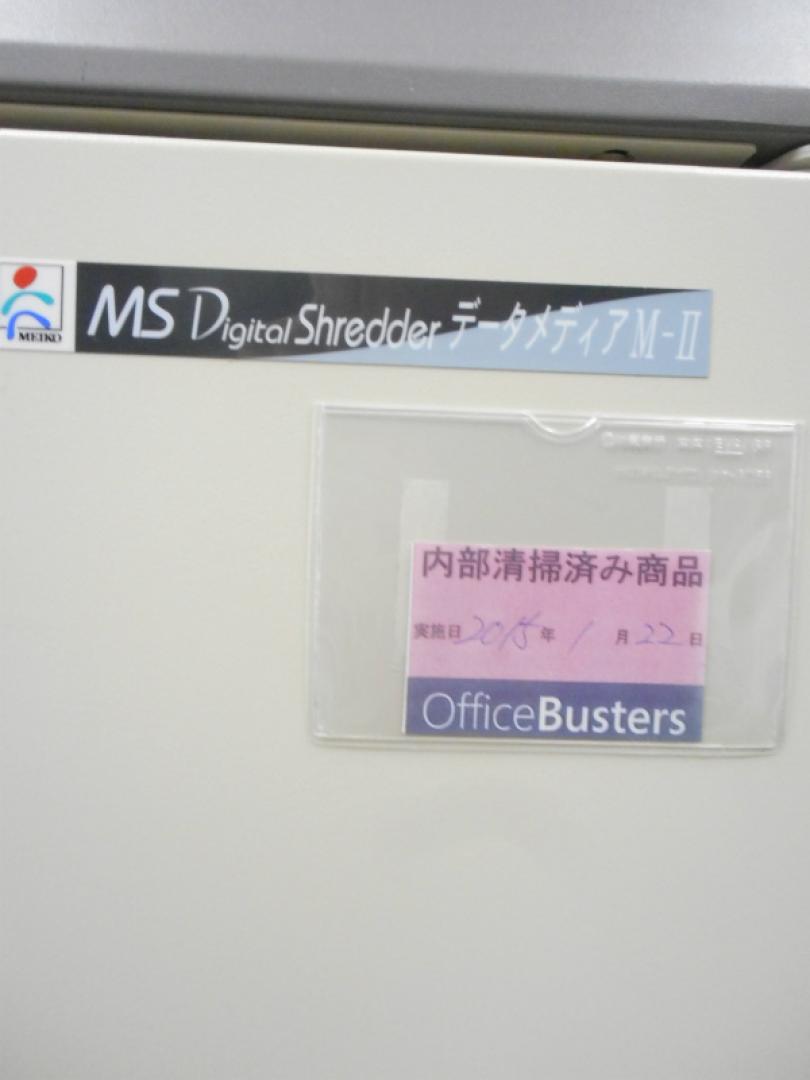 MEIKO
MS Digital Shredder データメディア M-II
内部清掃済み商品
実施日 2015 年 1 月 22 日
OfficeBusters